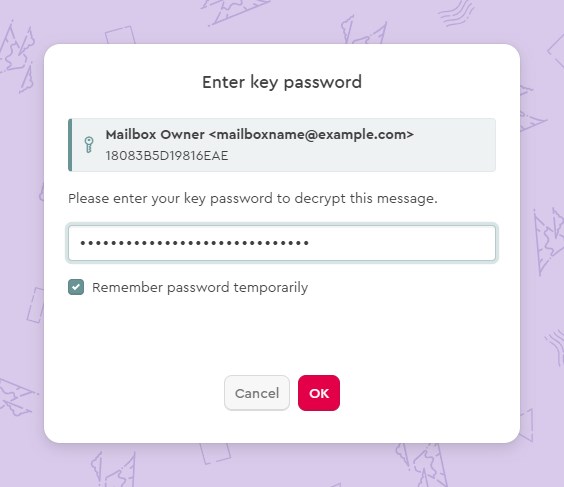 Enter key password
Mailbox Owner <mailboxname@example.com>
18083B5D19816EAE
Please enter your key password to decrypt this message.
••••••••••••••••••••••••••••••
Remember password temporarily
Cancel
OK